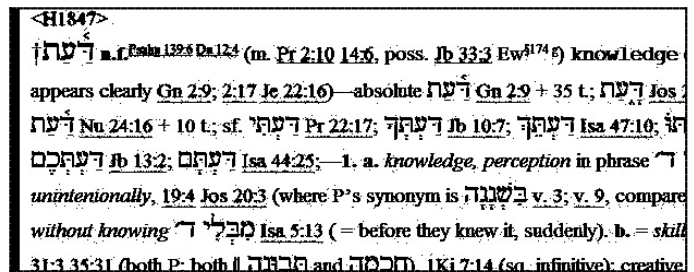 <H1847>
†דַּ֫עַת n.f. Psalm 139:6 Da 12:4 (m. Pr 2:10 14:6, poss. Jb 33:3 Ew§174 g) knowledge
appears clearly Gn 2:9; 2:17 Je 22:16)—absolute דַּ֫עַת Gn 2:9 + 35 t.; דָּ֑עַת Jos
דַּ֫עַת Nu 24:16 + 10 t.; sf. דַּעְתִּי Pr 22:17; דַּעְתְּךָ Jb 10:7; דַּעְתֵּךְ Isa 47:10;
דַּעְתְּכֶם Jb 13:2; דַּעְתָּם Isa 44:25;—1. a. knowledge, perception in phrase
unintentionally, 19:4 Jos 20:3 (where P's synonym is בִּשְׁגָגָה v. 3; v. 9, compare
without knowing מִבְּלִי ד׳ Isa 5:13 ( = before they knew it, suddenly). b. = skill
31:3 35:31 (both P; both ‖ תְּבוּנָה and חָכְמָה), 1Ki 7:14 (sq. infinitive); creative